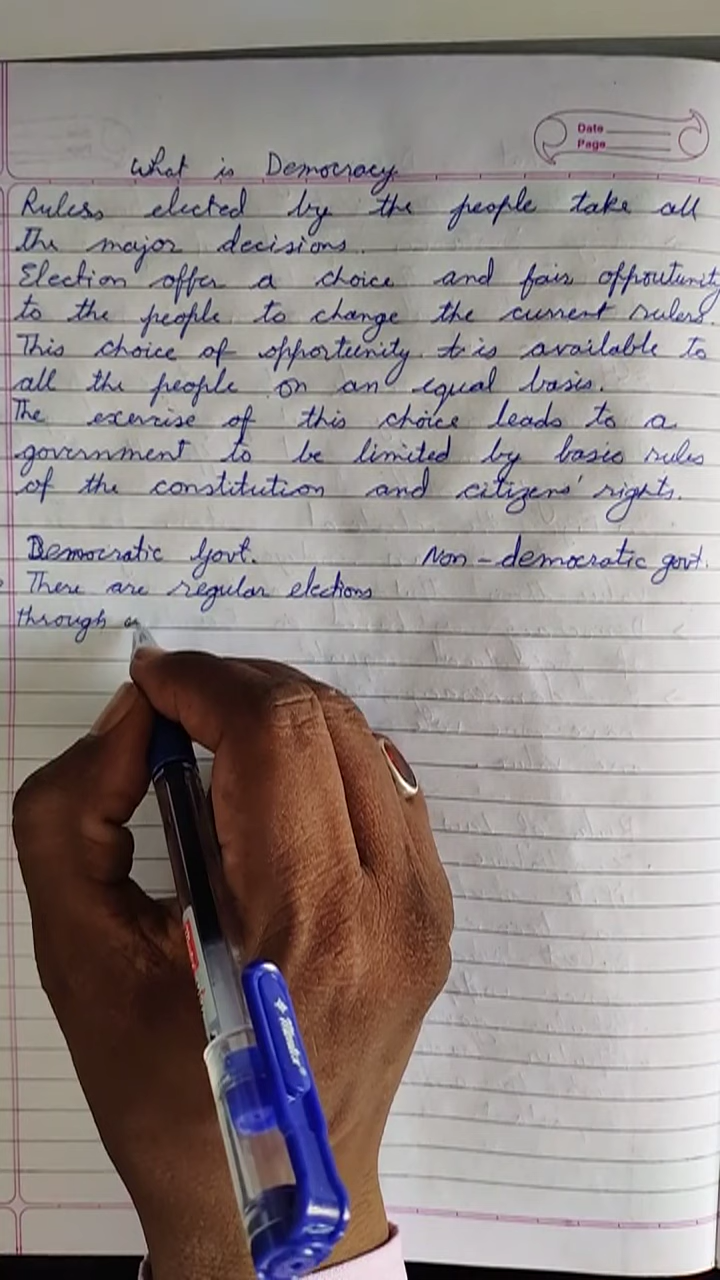 Date
Page
What is Democracy
Rulers elected by the people take all
the major decisions.
Election offer a choice and fair opportunity
to the people to change the current rulers.
This choice of opportunity is available to
all the people on an equal basis.
The exercise of this choice leads to a
government to be limited by basic rules
of the constitution and citizens' rights.
Democratic Govt. Non-democratic govt.
There are regular elections
through